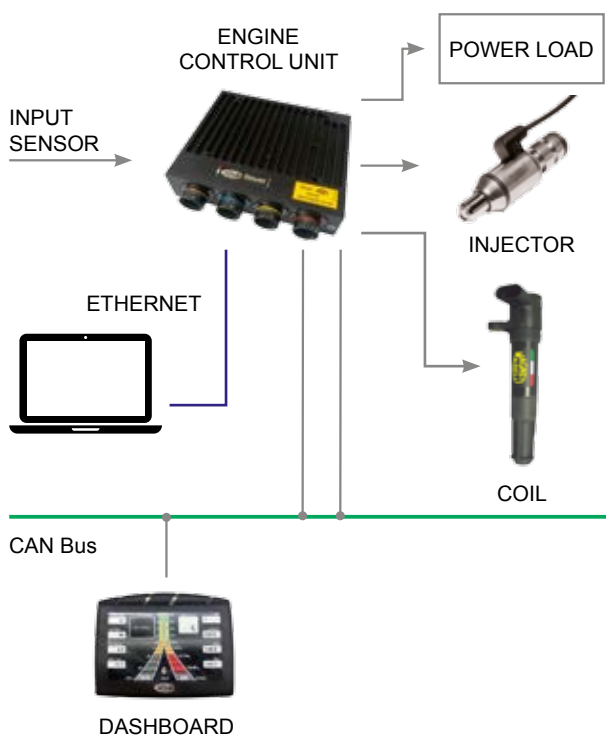 ENGINE
CONTROL UNIT
POWER LOAD
INPUT
SENSOR
INJECTOR
ETHERNET
COIL
CAN Bus
DASHBOARD